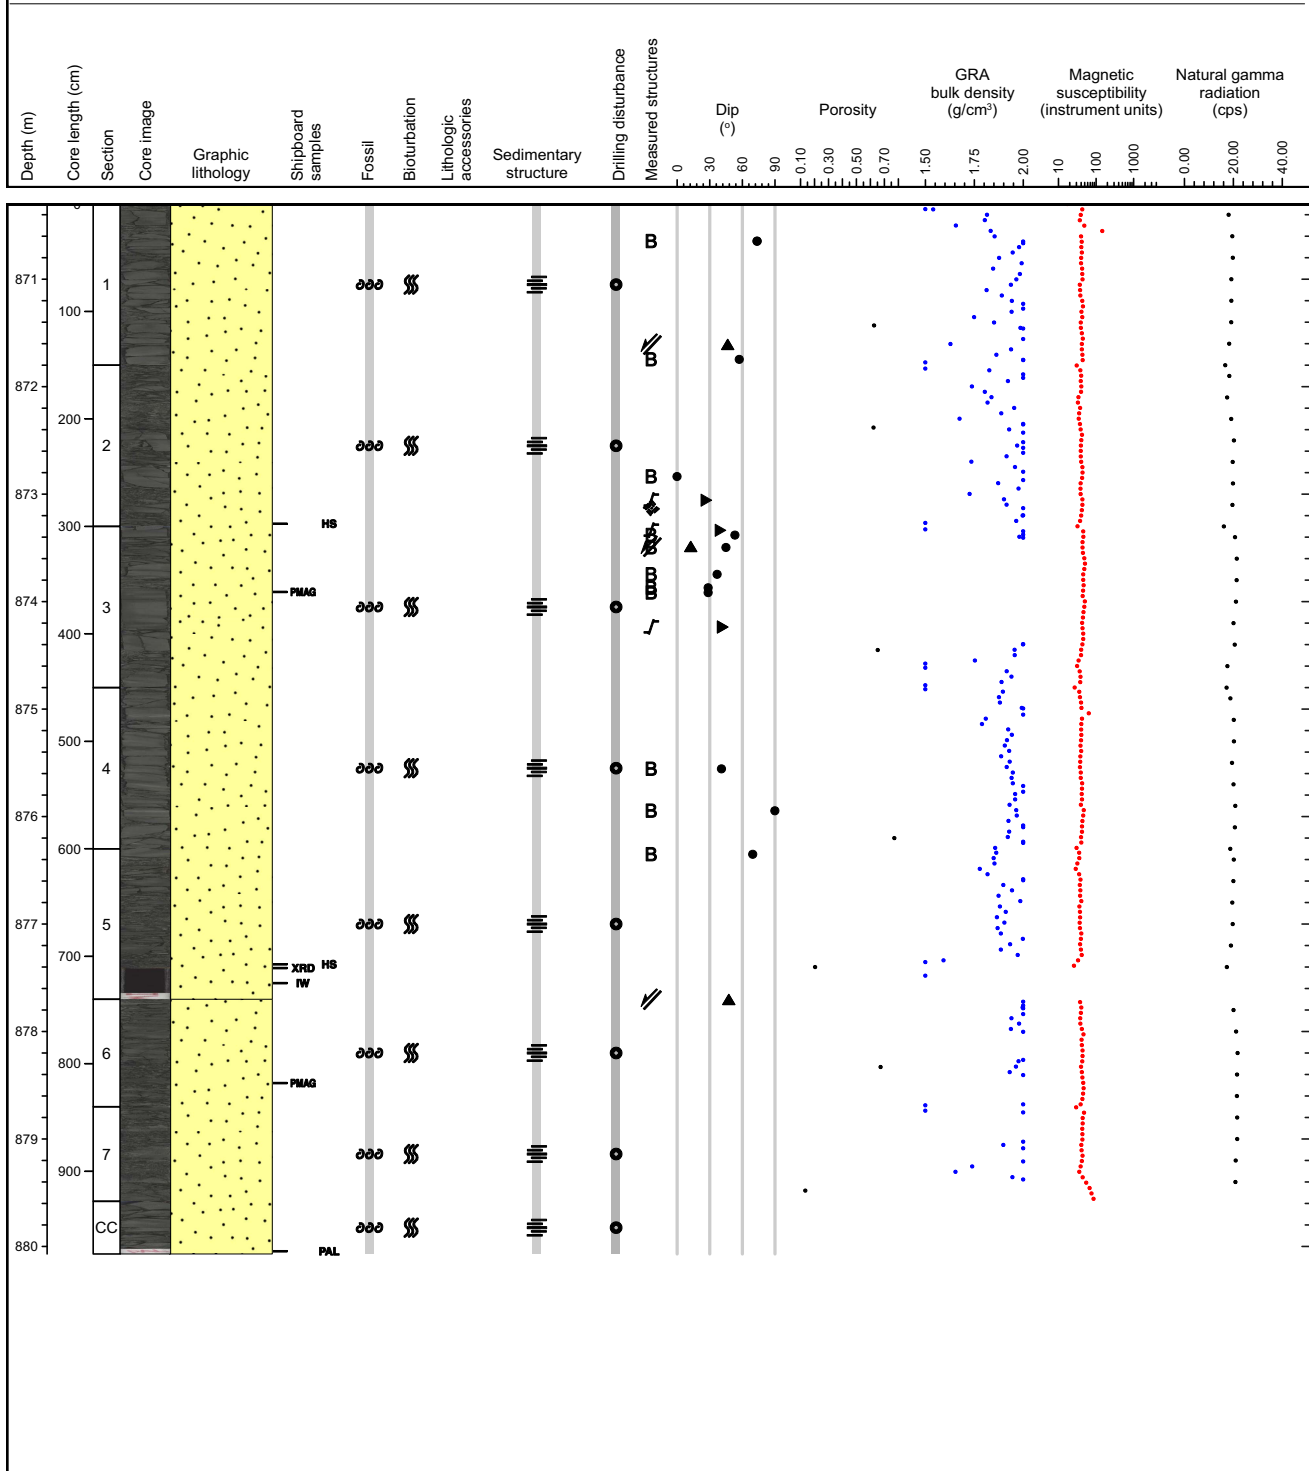 Depth (m)
Core length (cm)
Section
Core image
Graphic
lithology
Shipboard
samples
Fossil
Bioturbation
Lithologic
accessories
Sedimentary
structure
Drilling disturbance
Measured structures
Dip
(°)
Porosity
GRA
bulk density
(g/cm³)
Magnetic
susceptibility
(instrument units)
Natural gamma
radiation
(cps)
0 30 60 90
0.10 0.30 0.50 0.70
1.50 1.75 2.00
10 100 1000
0.00 20.00 40.00
0
B
871
1
100
B
872
200
2
B
873
HS
300
B
B
B
PMAG
B
B
874
3
400
875
500
4
B
B
876
600
B
877
5
700
HS
XRD
IW
878
6
800
PMAG
879
7
900
CC
880
PAL